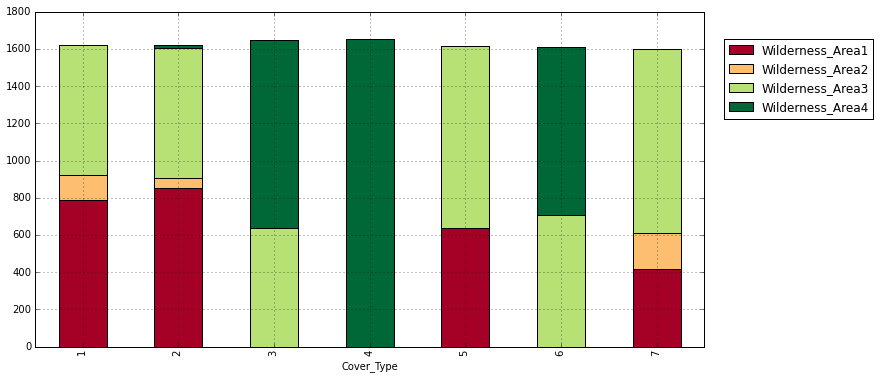 1800
1600
1400
1200
1000
800
600
400
200
0
1 2 3 4 5 6 7
Cover_Type
Wilderness_Area1
Wilderness_Area2
Wilderness_Area3
Wilderness_Area4